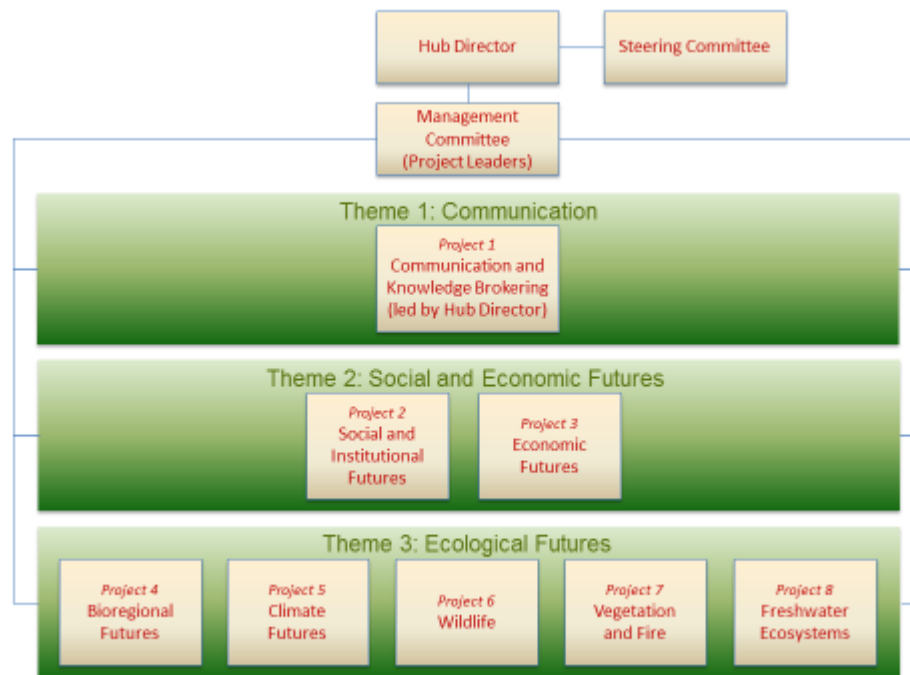 Hub Director
Steering Committee
Management
Committee
(Project Leaders)
Theme 1: Communication
Project 1
Communication and
Knowledge Brokering
(led by Hub Director)
Theme 2: Social and Economic Futures
Project 2
Social and
Institutional
Futures
Project 3
Economic
Futures
Theme 3: Ecological Futures
Project 4
Bioregional
Futures
Project 5
Climate
Futures
Project 6
Wildlife
Project 7
Vegetation
and Fire
Project 8
Freshwater
Ecosystems